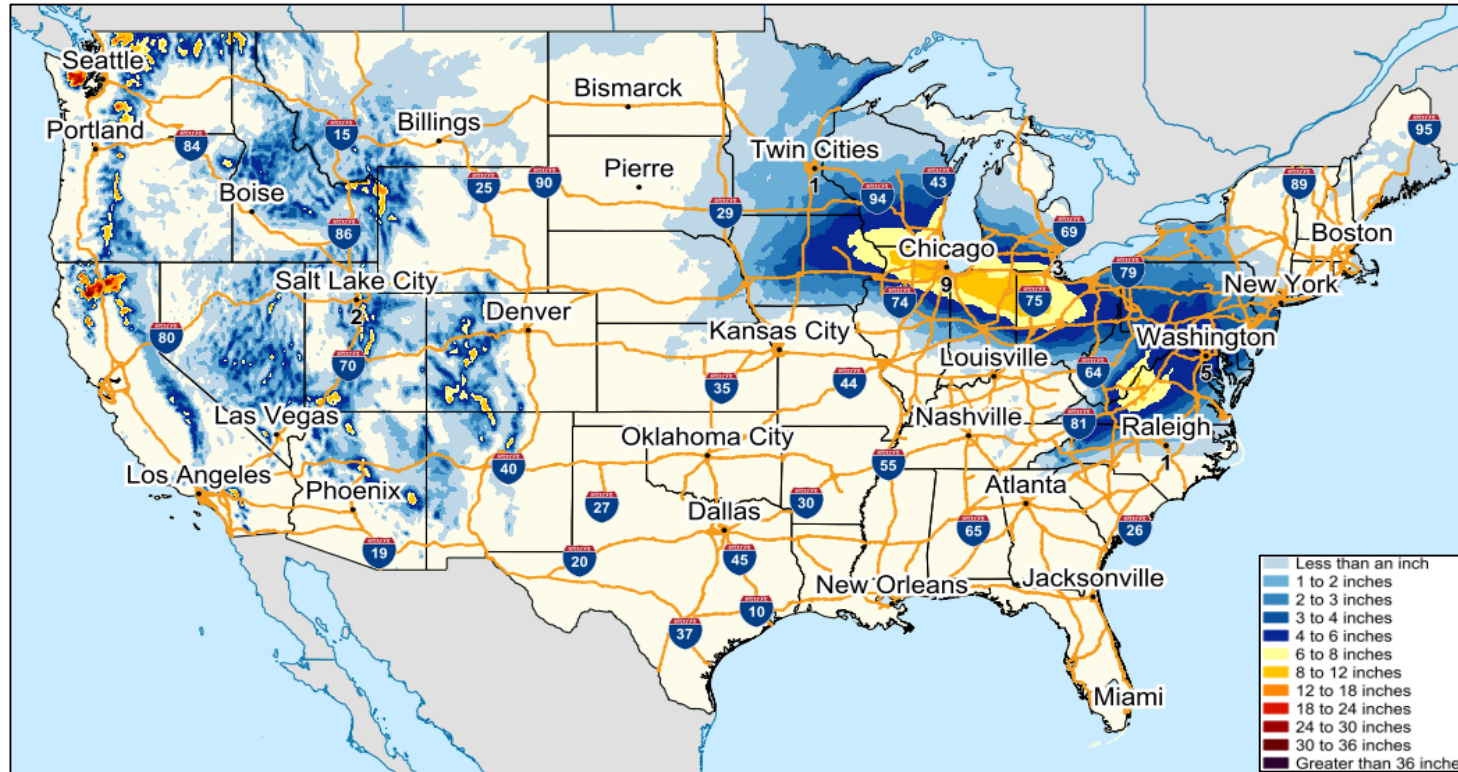 Seattle
Bismarck
95
Portland
15
Billings
84
Twin Cities
89
Pierre
1
43
Boise
25
90
94
29
69
Boston
86
Chicago
3
79
Salt Lake City
9
75
New York
74
2
Denver
80
Kansas City
Washington
70
Louisville
64
5
35
44
Las Vegas
Nashville
81
Raleigh
Oklahoma City
1
Los Angeles
40
55
Phoenix
Atlanta
27
30
Dallas
65
26
19
20
45
New Orleans
Jacksonville
10
37
Miami
Less than an inch
1 to 2 inches
2 to 3 inches
3 to 4 inches
4 to 6 inches
6 to 8 inches
8 to 12 inches
12 to 18 inches
18 to 24 inches
24 to 30 inches
30 to 36 inches
Greater than 36 inche